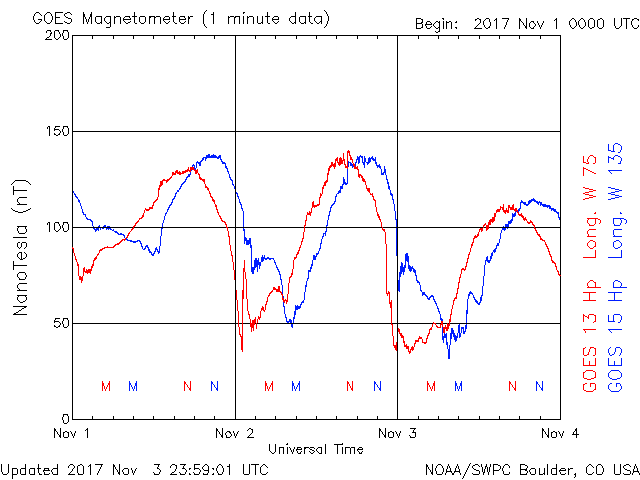 GOES Magnetometer (1 minute data)
Begin: 2017 Nov 1 0000 UTC
200
150
100
50
0
NanoTesla (nT)
M M N N M M N N M M N N
Nov 1 Nov 2 Nov 3 Nov 4
Universal Time
GOES 13 Hp Long. W 75
GOES 15 Hp Long. W 135
Updated 2017 Nov 3 23:59:01 UTC
NOAA/SWPC Boulder, CO USA